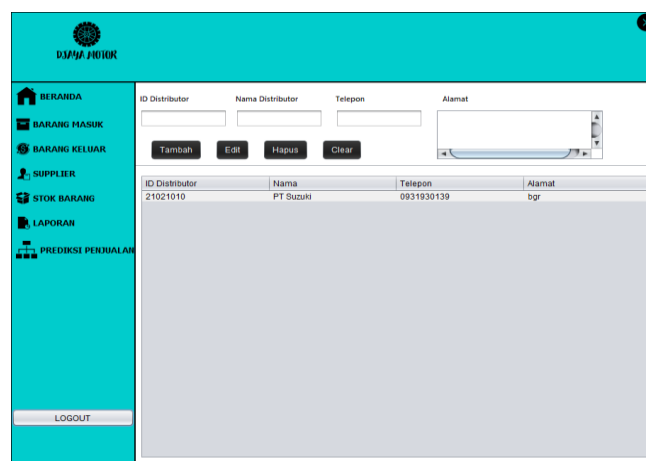 DJAYA MOTOR
BERANDA
BARANG MASUK
BARANG KELUAR
SUPPLIER
STOK BARANG
LAPORAN
PREDIKSI PENJUALAN
LOGOUT
ID Distributor Nama Distributor Telepon Alamat
Tambah Edit Hapus Clear
ID Distributor Nama Telepon Alamat
21021010 PT Suzuki 0931930139 bgr